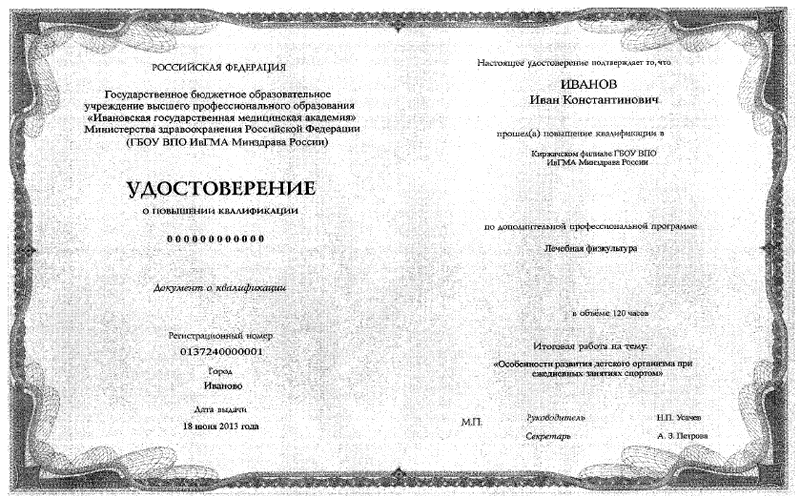 РОССИЙСКАЯ ФЕДЕРАЦИЯ
Государственное бюджетное образовательное
учреждение высшего профессионального образования
«Ивановская государственная медицинская академия»
Министерства здравоохранения Российской Федерации
(ГБОУ ВПО ИвГМА Минздрава России)
УДОСТОВЕРЕНИЕ
О ПОВЫШЕНИИ КВАЛИФИКАЦИИ
000000000000
Документ о квалификации
Регистрационный номер
0137240000001
Город
Иваново
Дата выдачи
18 июня 2013 года
Настоящее удостоверение подтверждает то, что
ИВАНОВ
Иван Константинович
прошел(а) повышение квалификации в
Киржачском филиале ГБОУ ВПО
ИвГМА Минздрава России
по дополнительной профессиональной программе
Лечебная физкультура
в объёме 120 часов
Итоговая работа на тему:
«Особенности развития детского организма при
ежедневных занятиях спортом»
М.П.
Руководитель Н.П. Усачев
Секретарь А. З. Петрова